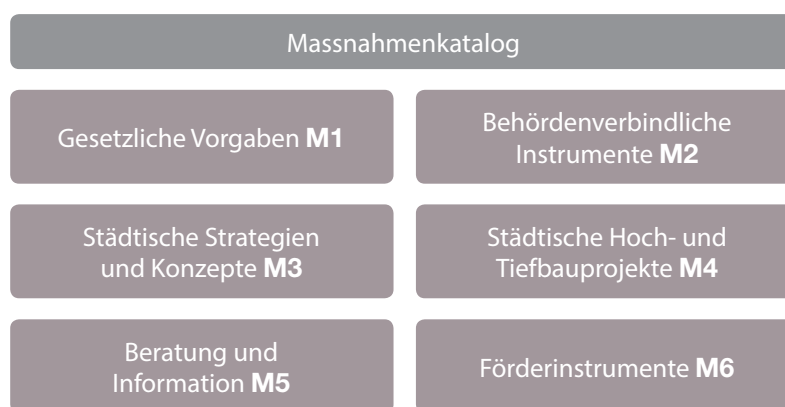 Massnahmenkatalog
Gesetzliche Vorgaben M1
Behördenverbindliche
Instrumente M2
Städtische Strategien
und Konzepte M3
Städtische Hoch- und
Tiefbauprojekte M4
Beratung und
Information M5
Förderinstrumente M6